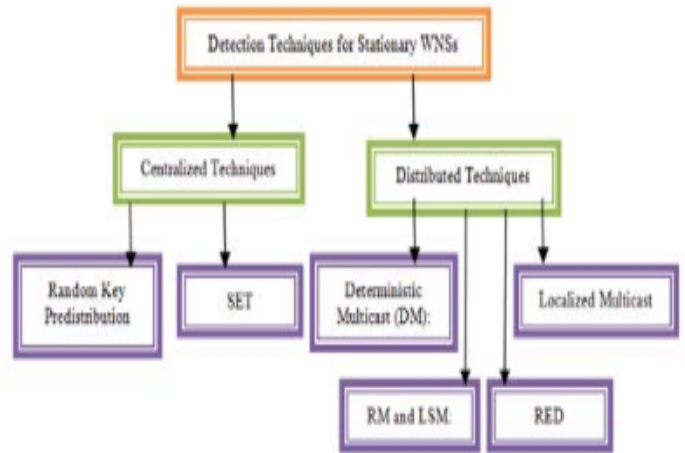 Detection Techniques for Stationary WNSs
Centralized Techniques
Distributed Techniques
Random Key
Predistribution
SET
Deterministic
Multicast (DM):
Localized Multicast
RM and LSM:
RED